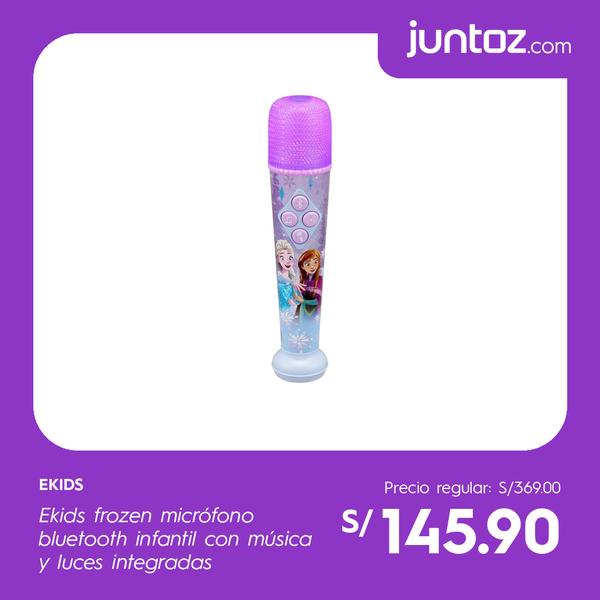 juntoz.com
EKIDS
Ekids frozen micrófono
bluetooth infantil con música
y luces integradas
Precio regular: S/369.00
S/145.90